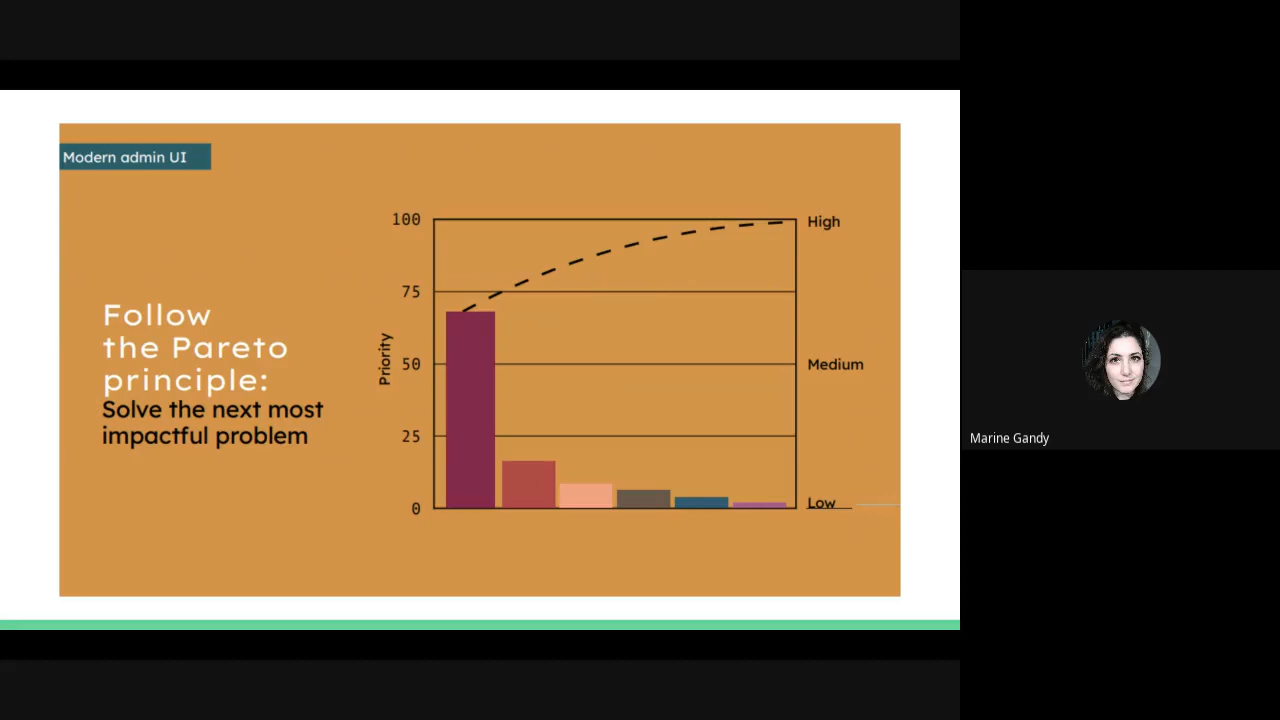 Modern admin UI
Follow
the Pareto
principle:
Solve the next most
impactful problem
Priority
100
75
50
25
0
High
Medium
Low
Marine Gandy